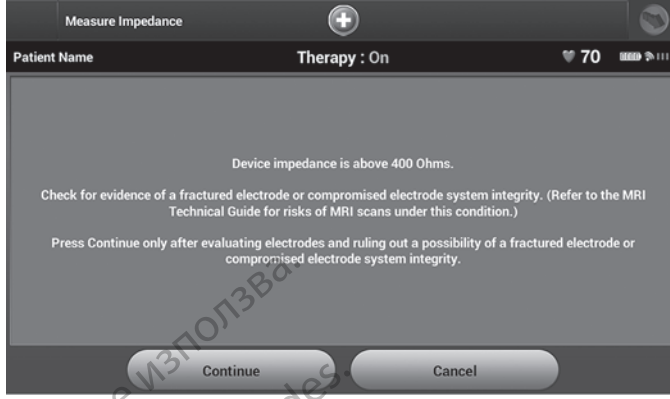 Measure Impedance
Patient Name
Therapy : On
70
Device impedance is above 400 Ohms.
Check for evidence of a fractured electrode or compromised electrode system integrity. (Refer to the MRI
Technical Guide for risks of MRI scans under this condition.)
Press Continue only after evaluating electrodes and ruling out a possibility of a fractured electrode or
compromised electrode system integrity.
Continue
Cancel
използва.